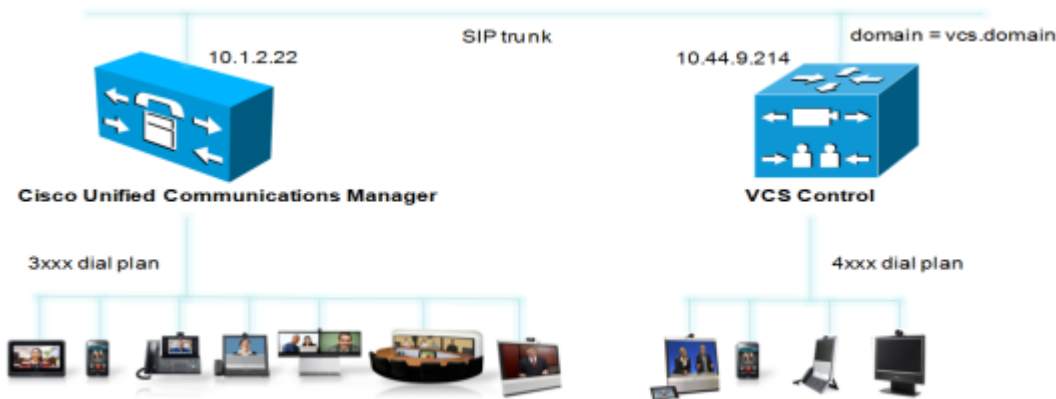 SIP trunk
domain = vcs.domain
10.1.2.22
10.44.9.214
Cisco Unified Communications Manager
VCS Control
3xxx dial plan
4xxx dial plan